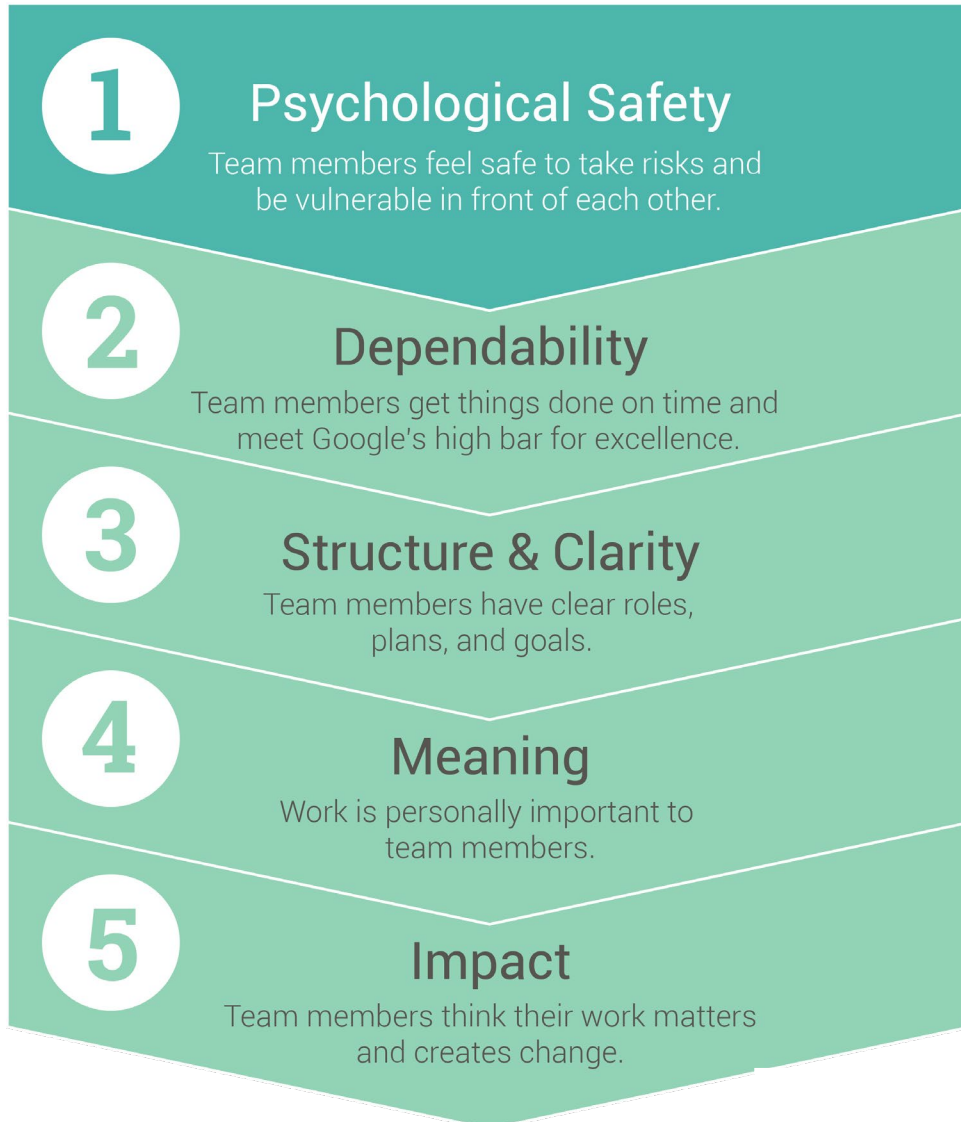 1
Psychological Safety
Team members feel safe to take risks and
be vulnerable in front of each other.
2
Dependability
Team members get things done on time and
meet Google's high bar for excellence.
3
Structure & Clarity
Team members have clear roles,
plans, and goals.
4
Meaning
Work is personally important to
team members.
5
Impact
Team members think their work matters
and creates change.